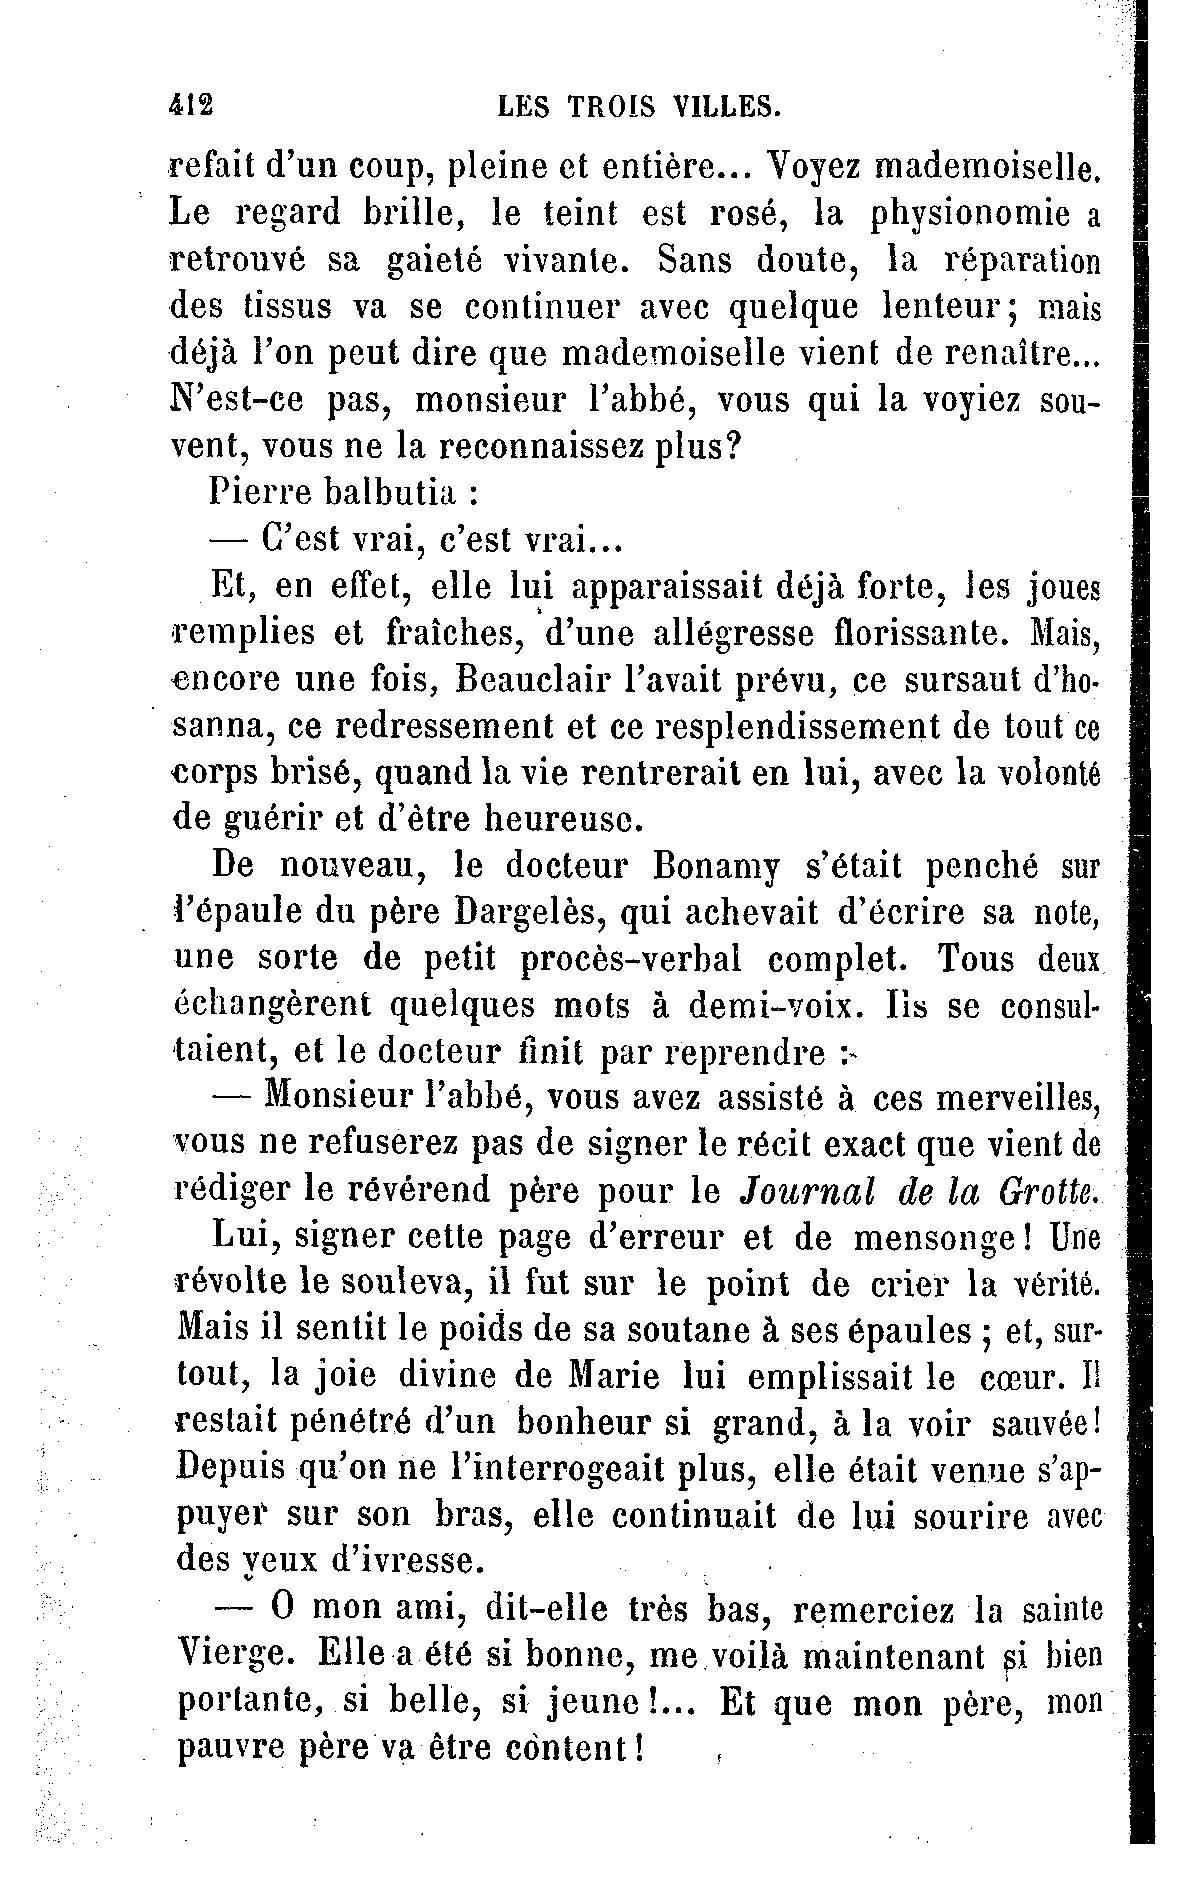 412 LES TROIS VILLES.
refait d'un coup, pleine et entière... Voyez mademoiselle.
Le regard brille, le teint est rosé, la physionomie a
retrouvé sa gaieté vivante. Sans doute, la réparation
des tissus va se continuer avec quelque lenteur; mais
déjà l'on peut dire que mademoiselle vient de renaître...
N'est-ce pas, monsieur l'abbé, vous qui la voyiez sou-
vent, vous ne la reconnaissez plus?
Pierre balbutia :
— C'est vrai, c'est vrai...
Et, en effet, elle lui apparaissait déjà forte, les joues
remplies et fraîches, d'une allégresse florissante. Mais,
encore une fois, Beauclair l'avait prévu, ce sursaut d'ho-
sanna, ce redressement et ce resplendissement de tout ce
corps brisé, quand la vie rentrerait en lui, avec la volonté
de guérir et d'être heureuse.
De nouveau, le docteur Bonamy s'était penché sur
l'épaule du père Dargelès, qui achevait d'écrire sa note,
une sorte de petit procès-verbal complet. Tous deux
échangèrent quelques mots à demi-voix. Ils se consul-
taient, et le docteur finit par reprendre :
— Monsieur l'abbé, vous avez assisté à ces merveilles,
vous ne refuserez pas de signer le récit exact que vient de
rédiger le révérend père pour le Journal de la Grotte.
Lui, signer cette page d'erreur et de mensonge! Une
révolte le souleva, il fut sur le point de crier la vérité.
Mais il sentit le poids de sa soutane à ses épaules ; et, sur-
tout, la joie divine de Marie lui emplissait le cœur. Il
restait pénétré d'un bonheur si grand, à la voir sauvée!
Depuis qu'on ne l'interrogeait plus, elle était venue s'ap-
puyer sur son bras, elle continuait de lui sourire avec
des yeux d'ivresse.
— O mon ami, dit-elle très bas, remerciez la sainte
Vierge. Elle a été si bonne, me voilà maintenant si bien
portante, si belle, si jeune!... Et que mon père, mon
pauvre père va être content!